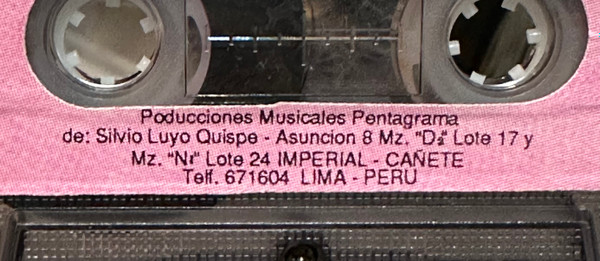 Poducciones Musicales Pentagrama
de: Silvio Luyo Quispe - Asuncion 8 Mz. "D₂" Lote 17 y
Mz. "N₁" Lote 24 IMPERIAL - CAÑETE
Telf. 671604 LIMA - PERU